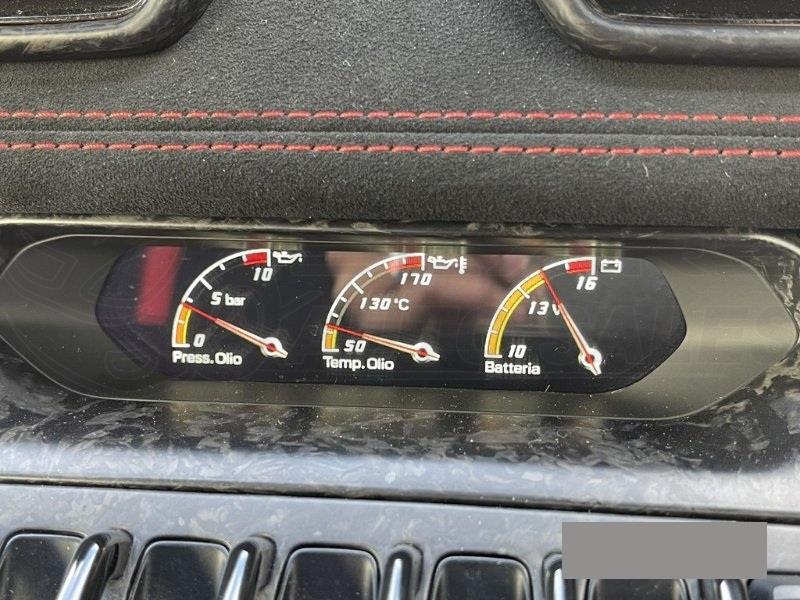 10
5 bar
0
Press.Olio
170
130°C
50
Temp.Olio
16
13 V
10
Batteria